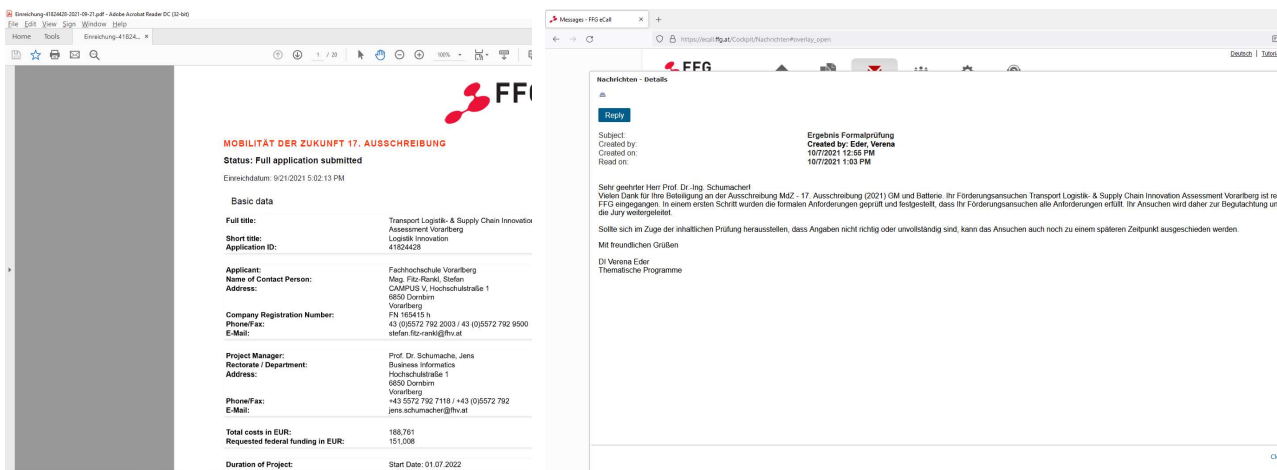 Einreichung-41824428-2021-09-21.pdf - Adobe Acrobat Reader DC (32-bit)
File Edit View Sign Window Help
Home Tools Einreichung-41824... ×
1 / 20 100%
FF
MOBILITÄT DER ZUKUNFT 17. AUSSCHREIBUNG
Status: Full application submitted
Einreichdatum: 9/21/2021 5:02:13 PM
Basic data
Full title: Transport Logistik- & Supply Chain Innovation
Assessment Vorarlberg
Short title: Logistik Innovation
Application ID: 41824428
Applicant: Fachhochschule Vorarlberg
Name of Contact Person: Mag. Fitz-Rankl, Stefan
Address: CAMPUS V, Hochschulstraße 1
6850 Dornbirn
Vorarlberg
Company Registration Number: FN 165415 h
Phone/Fax: 43 (0)5572 792 2003 / 43 (0)5572 792 9500
E-Mail: stefan.fitz-rankl@fhv.at
Project Manager: Prof. Dr. Schumache, Jens
Rectorate / Department: Business Informatics
Address: Hochschulstraße 1
6850 Dornbirn
Vorarlberg
Phone/Fax: +43 5572 792 7118 / +43 (0)5572 792
E-Mail: jens.schumacher@fhv.at
Total costs in EUR: 188,761
Requested federal funding in EUR: 151,008
Duration of Project: Start Date: 01.07.2022
Messages - FFG eCall × +
https://ecall.ffg.at/Cockpit/Nachrichten#overlay_open
Deutsch | Tutori
FFG
Nachrichten - Details
Reply
Subject: Ergebnis Formalprüfung
Created by: Created by: Eder, Verena
Created on: 10/7/2021 12:55 PM
Read on: 10/7/2021 1:03 PM
Sehr geehrter Herr Prof. Dr.-Ing. Schumacher!
Vielen Dank für Ihre Beteiligung an der Ausschreibung MdZ - 17. Ausschreibung (2021) GM und Batterie. Ihr Förderungsansuchen Transport Logistik- & Supply Chain Innovation Assessment Vorarlberg ist re
FFG eingegangen. In einem ersten Schritt wurden die formalen Anforderungen geprüft und festgestellt, dass Ihr Förderungsansuchen alle Anforderungen erfüllt. Ihr Ansuchen wird daher zur Begutachtung un
die Jury weitergeleitet.
Sollte sich im Zuge der inhaltlichen Prüfung herausstellen, dass Angaben nicht richtig oder unvollständig sind, kann das Ansuchen auch noch zu einem späteren Zeitpunkt ausgeschieden werden.
Mit freundlichen Grüßen
DI Verena Eder
Thematische Programme